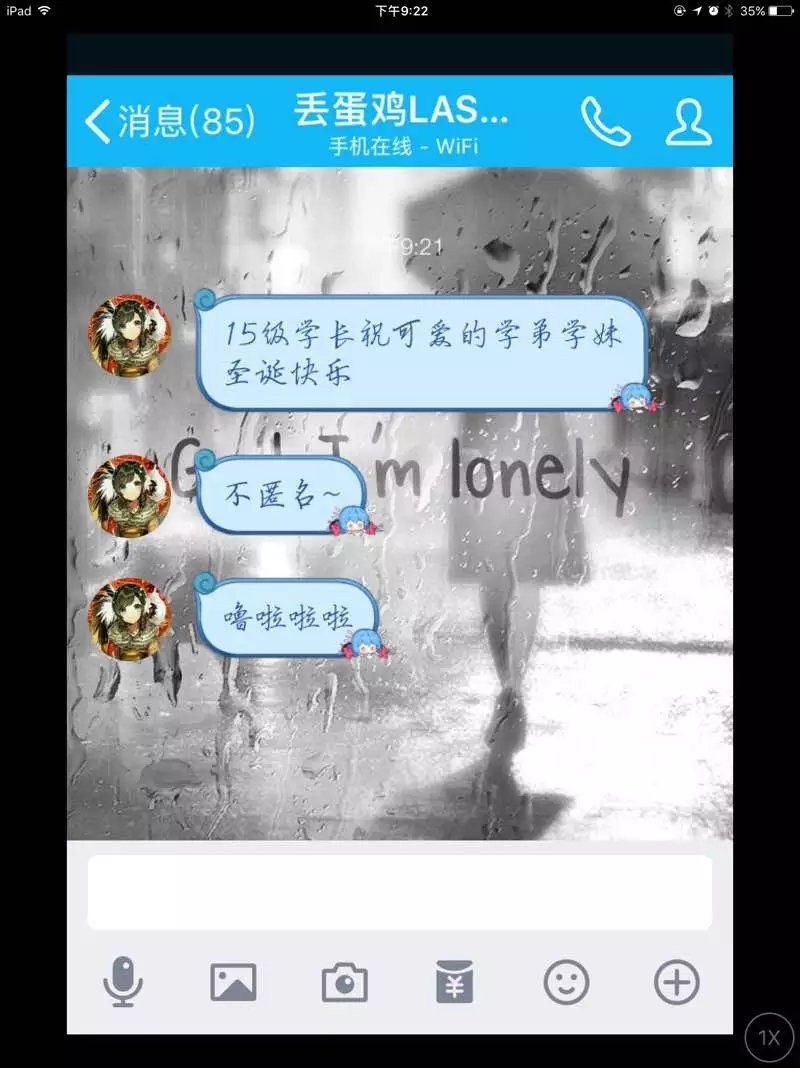 iPad 下午9:22 35%
消息(85) 丢蛋鸡LAS...
手机在线 - WiFi
9:21
15级学长祝可爱的学弟学妹
圣诞快乐
I'm lonely
不匿名~
噜啦啦啦
¥
1X